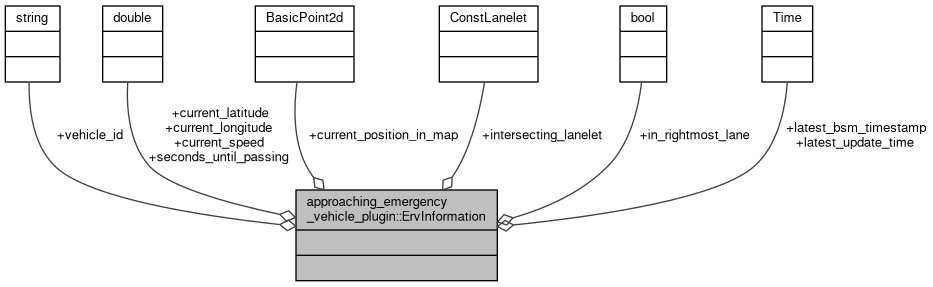 string
double
BasicPoint2d
ConstLanelet
bool
Time
+vehicle_id
+current_latitude
+current_longitude
+current_speed
+seconds_until_passing
+current_position_in_map
+intersecting_lanelet
+in_rightmost_lane
+latest_bsm_timestamp
+latest_update_time
approaching_emergency
_vehicle_plugin::ErvInformation